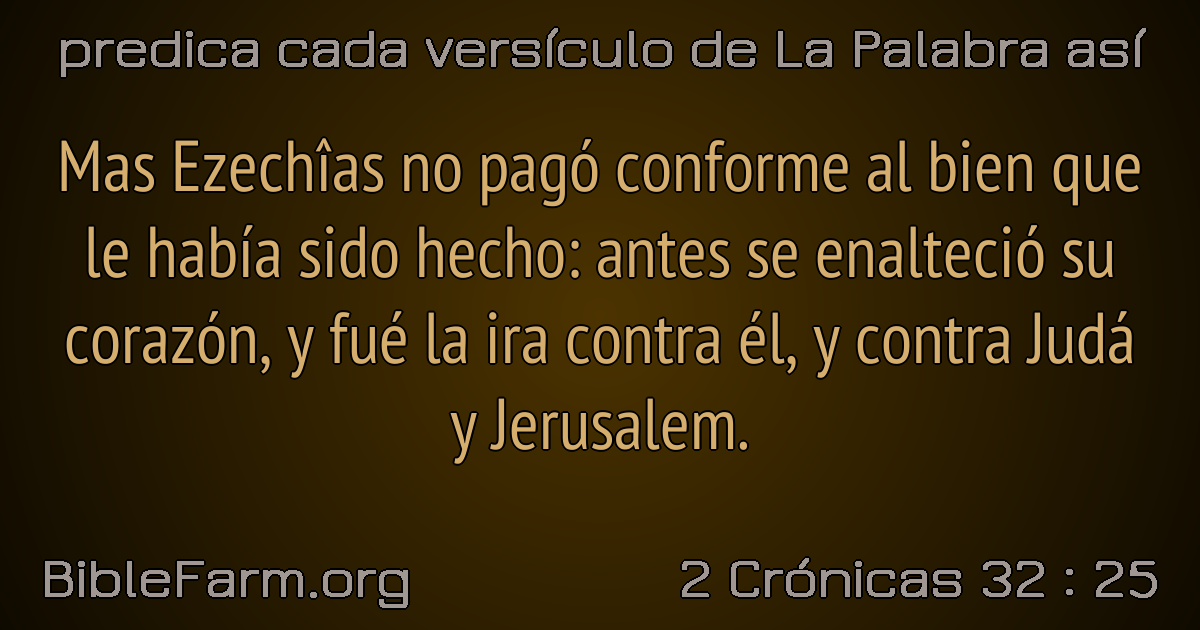 predica cada versículo de La Palabra así
Mas Ezechîas no pagó conforme al bien que
le había sido hecho: antes se enalteció su
corazón, y fué la ira contra él, y contra Judá
y Jerusalem.
BibleFarm.org
2 Crónicas 32 : 25